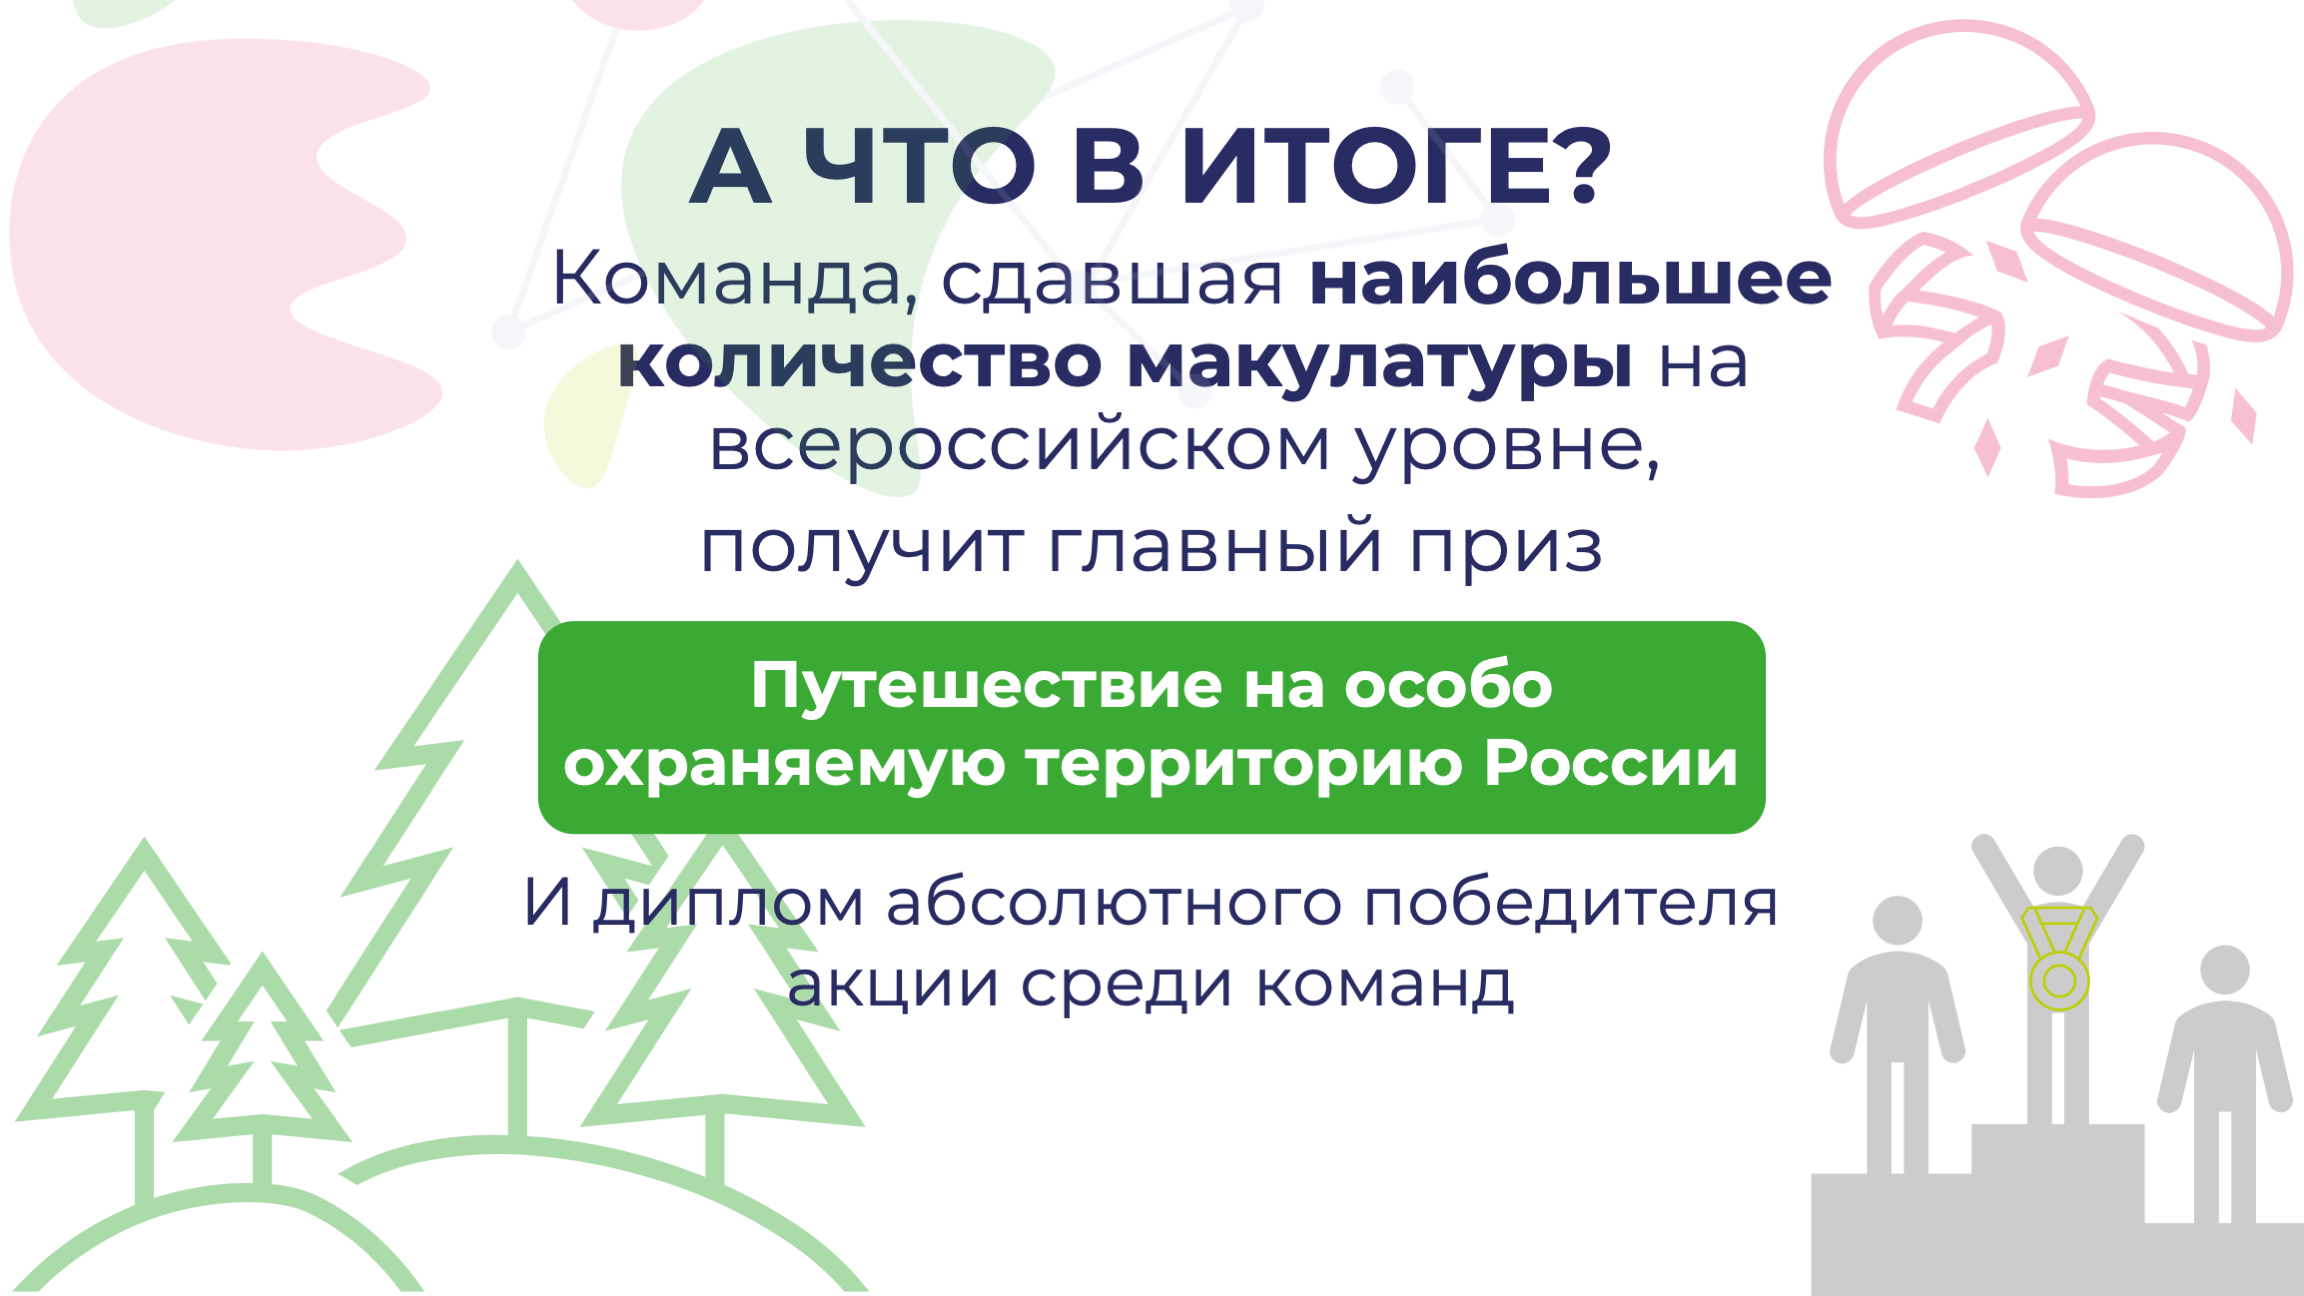 А ЧТО В ИТОГЕ?
Команда, сдавшая наибольшее
количество макулатуры на
всероссийском уровне,
получит главный приз
Путешествие на особо
охраняемую территорию России
И диплом абсолютного победителя
акции среди команд